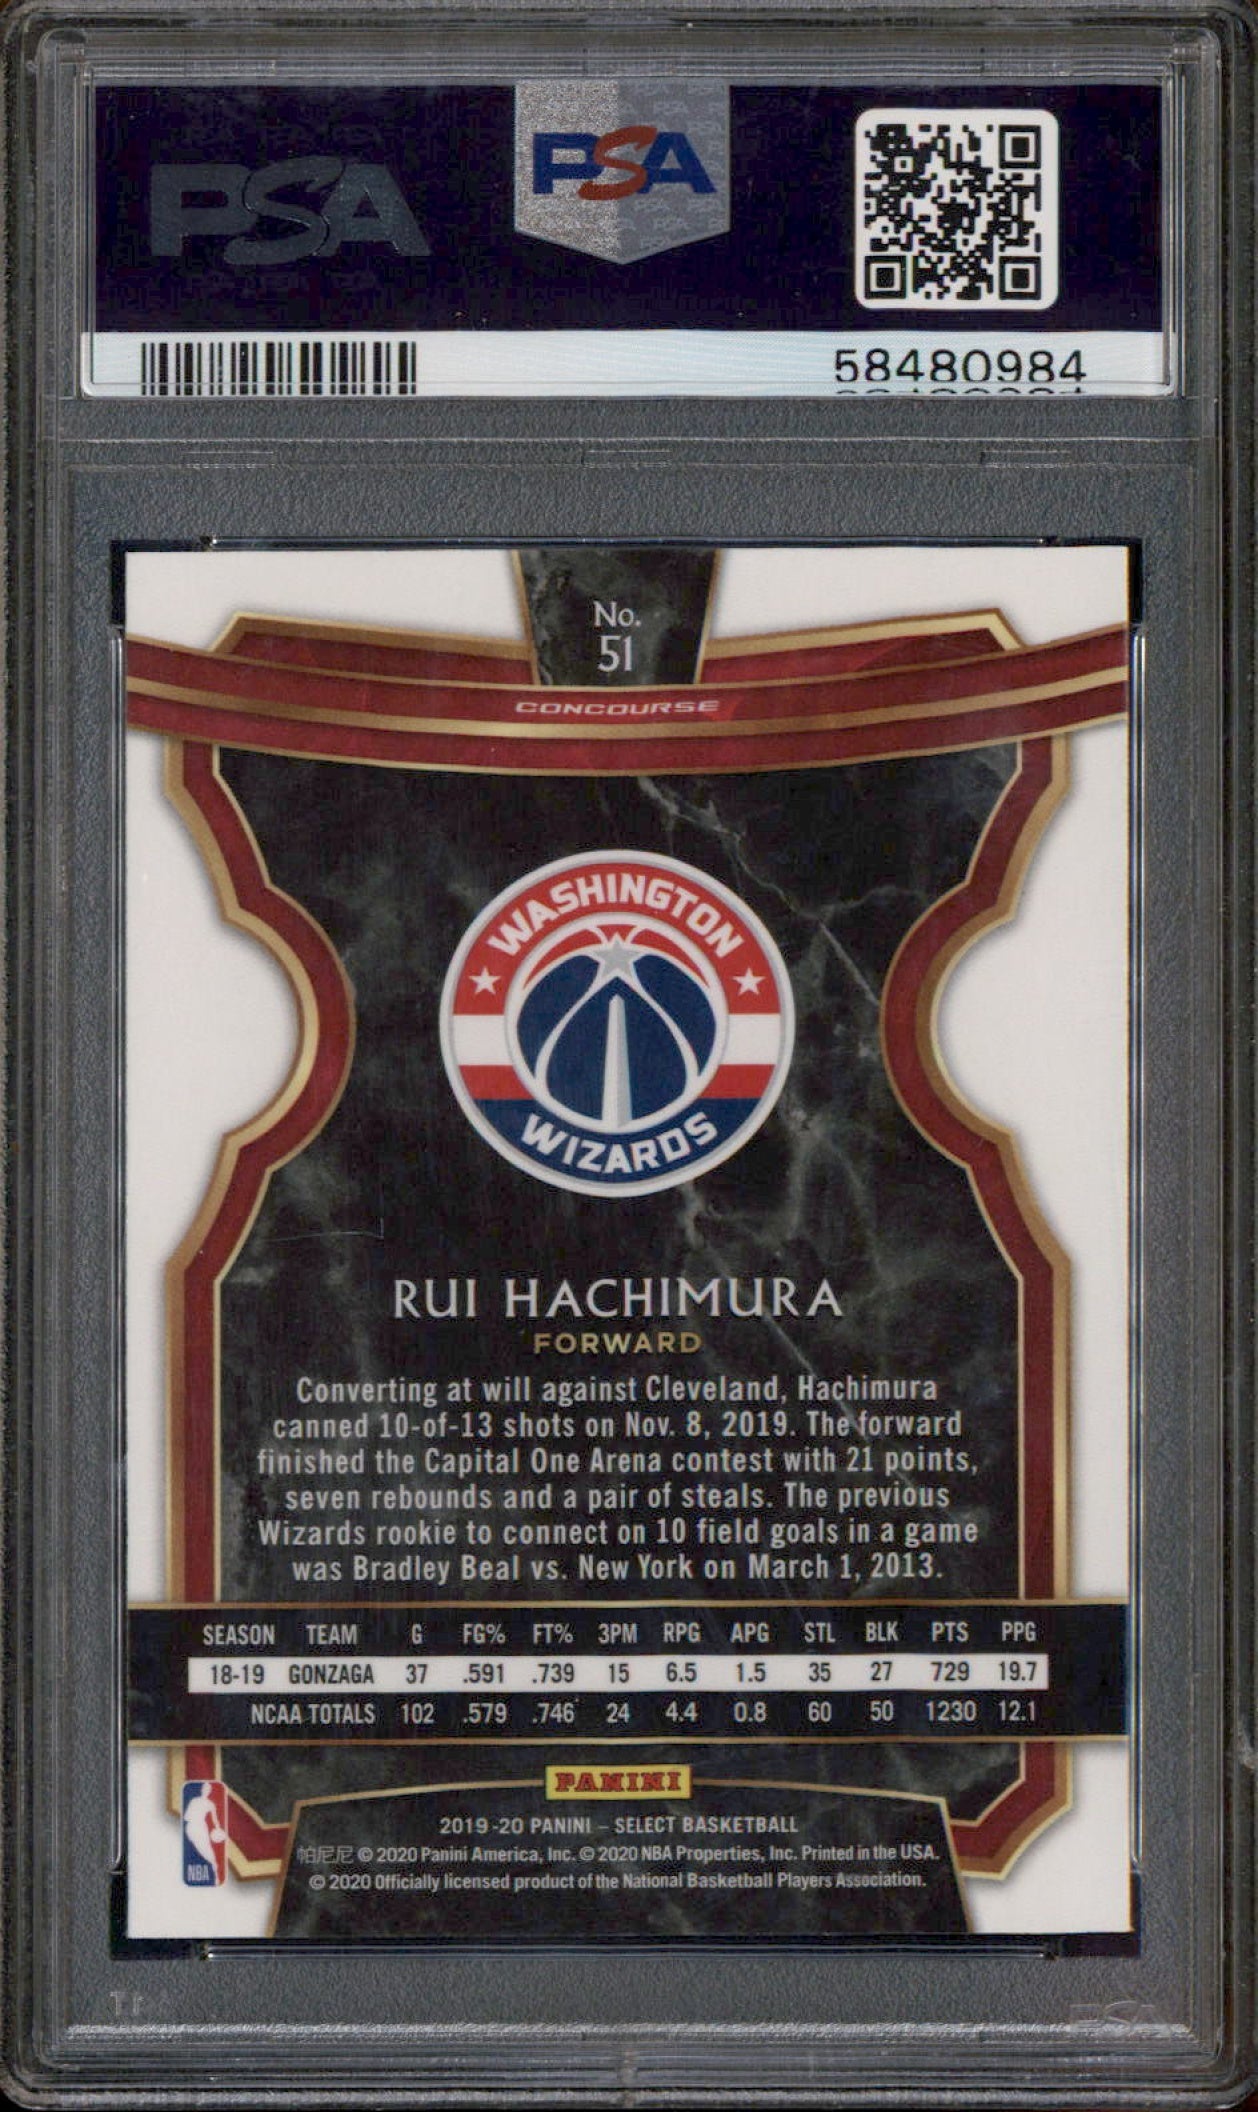 PSA
PSA
58480984
No.
51
CONCOURSE
WASHINGTON
WIZARDS
RUI HACHIMURA
FORWARD
Converting at will against Cleveland, Hachimura
canned 10-of-13 shots on Nov. 8, 2019. The forward
finished the Capital One Arena contest with 21 points,
seven rebounds and a pair of steals. The previous
Wizards rookie to connect on 10 field goals in a game
was Bradley Beal vs. New York on March 1, 2013.
SEASON TEAM G FG% FT% 3PM RPG APG STL BLK PTS PPG
18-19 GONZAGA 37 .591 .739 15 6.5 1.5 35 27 729 19.7
NCAA TOTALS 102 .579 .746 24 4.4 0.8 60 50 1230 12.1
PANINI
NBA
2019-20 PANINI – SELECT BASKETBALL
帕尼尼 © 2020 Panini America, Inc. © 2020 NBA Properties, Inc. Printed in the USA.
© 2020 Officially licensed product of the National Basketball Players Association.
PSA